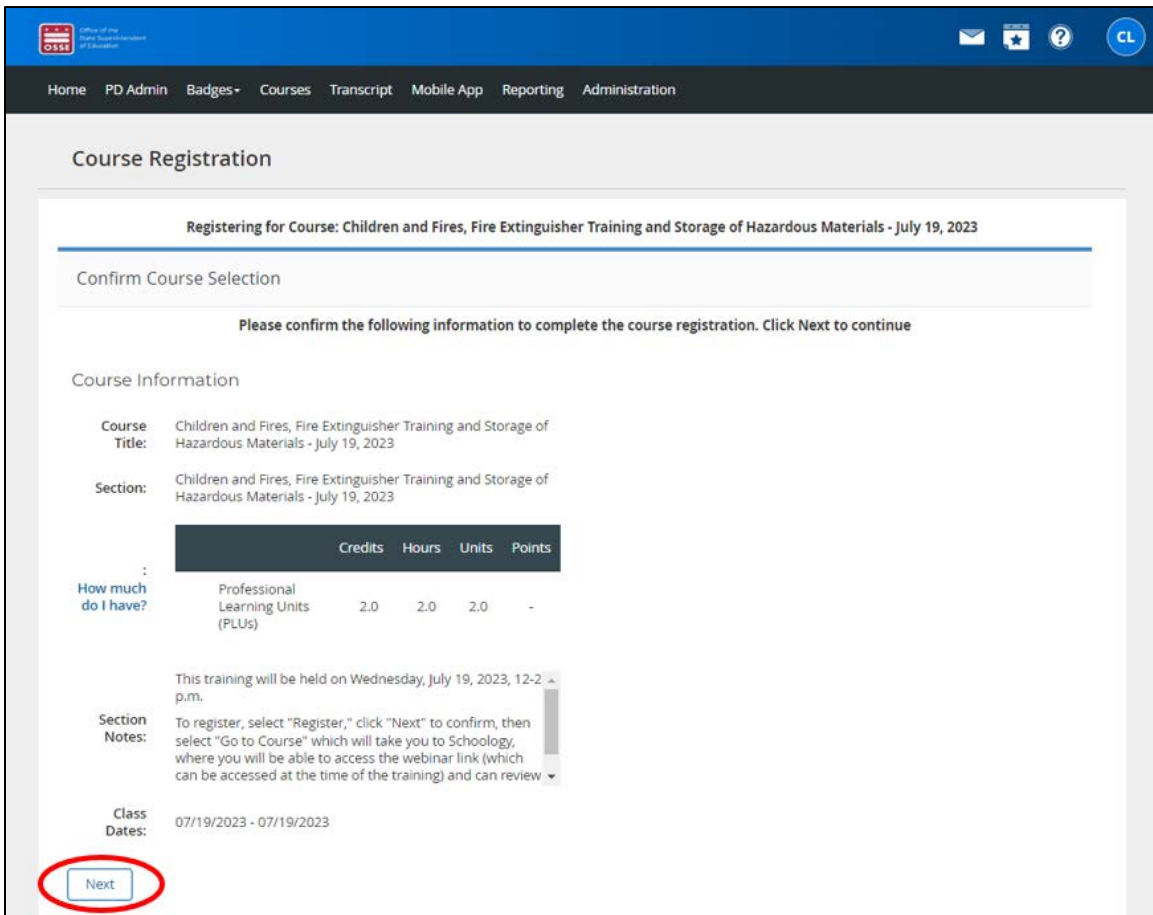 Office of the
State Superintendent
of Education
OSSE
CL
Home PD Admin Badges Courses Transcript Mobile App Reporting Administration
Course Registration
Registering for Course: Children and Fires, Fire Extinguisher Training and Storage of Hazardous Materials - July 19, 2023
Confirm Course Selection
Please confirm the following information to complete the course registration. Click Next to continue
Course Information
Course
Title:
Children and Fires, Fire Extinguisher Training and Storage of
Hazardous Materials - July 19, 2023
Section:
Children and Fires, Fire Extinguisher Training and Storage of
Hazardous Materials - July 19, 2023
:
How much
do I have?
Credits Hours Units Points
Professional
Learning Units
(PLUs)
2.0 2.0 2.0 -
Section
Notes:
This training will be held on Wednesday, July 19, 2023, 12-2
p.m.
To register, select "Register," click "Next" to confirm, then
select "Go to Course" which will take you to Schoology,
where you will be able to access the webinar link (which
can be accessed at the time of the training) and can review
Class
Dates:
07/19/2023 - 07/19/2023
Next